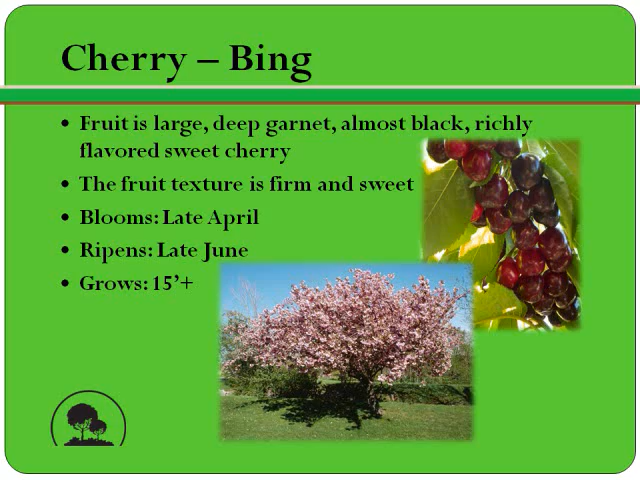 Cherry – Bing
• Fruit is large, deep garnet, almost black, richly
flavored sweet cherry
• The fruit texture is firm and sweet
• Blooms: Late April
• Ripens: Late June
• Grows: 15’+